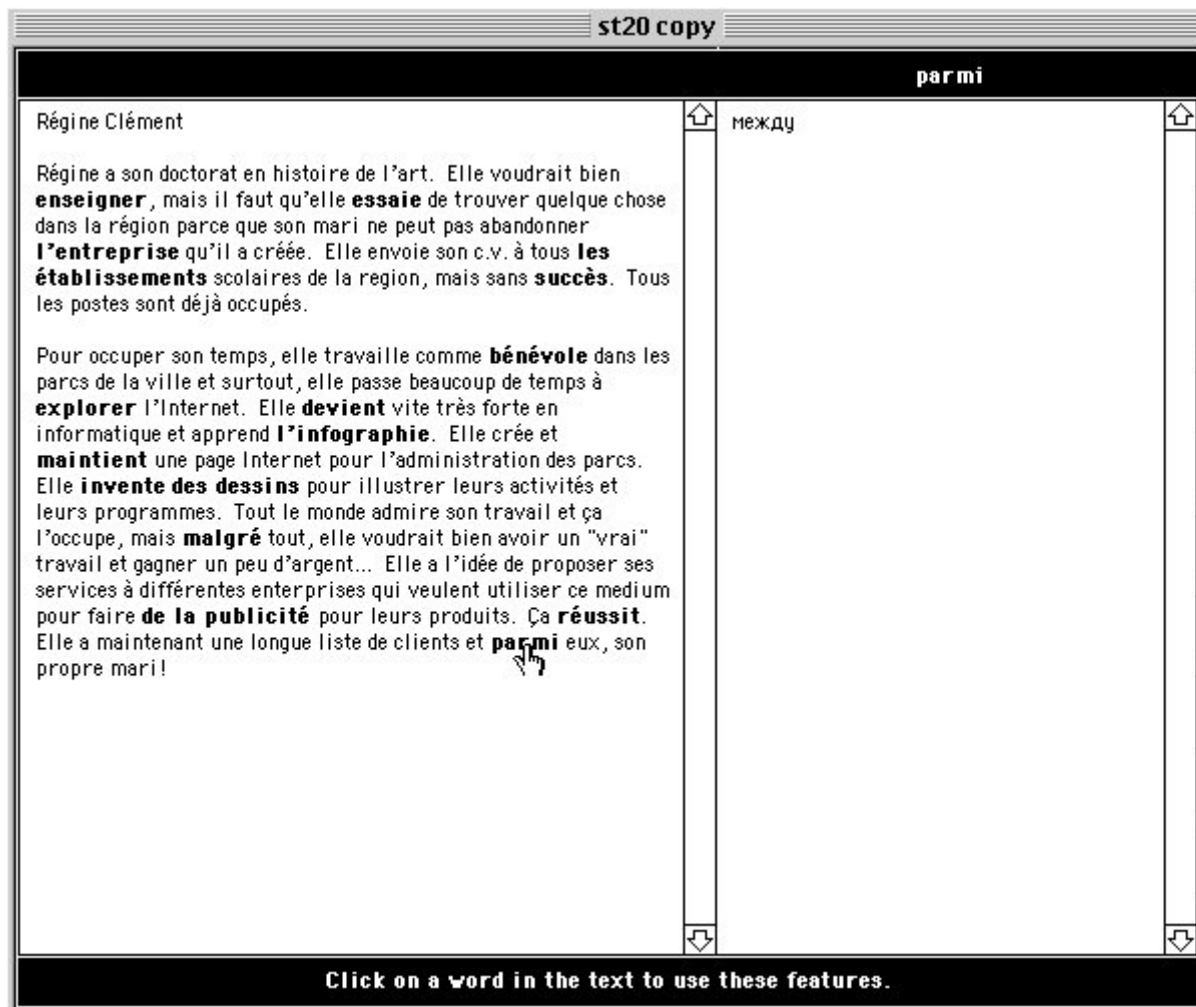 st20 copy
parmi
Régine Clément
Régine a son doctorat en histoire de l'art. Elle voudrait bien
enseigner, mais il faut qu'elle essaie de trouver quelque chose
dans la région parce que son mari ne peut pas abandonner
l'entreprise qu'il a créée. Elle envoie son c.v. à tous les
établissements scolaires de la region, mais sans succès. Tous
les postes sont déjà occupés.
Pour occuper son temps, elle travaille comme bénévole dans les
parcs de la ville et surtout, elle passe beaucoup de temps à
explorer l'Internet. Elle devient vite très forte en
informatique et apprend l'infographie. Elle crée et
maintient une page Internet pour l'administration des parcs.
Elle invente des dessins pour illustrer leurs activités et
leurs programmes. Tout le monde admire son travail et ça
l'occupe, mais malgré tout, elle voudrait bien avoir un "vrai"
travail et gagner un peu d'argent... Elle a l'idée de proposer ses
services à différentes enterprises qui veulent utiliser ce medium
pour faire de la publicité pour leurs produits. Ça réussit.
Elle a maintenant une longue liste de clients et parmi eux, son
propre mari!
между
Click on a word in the text to use these features.